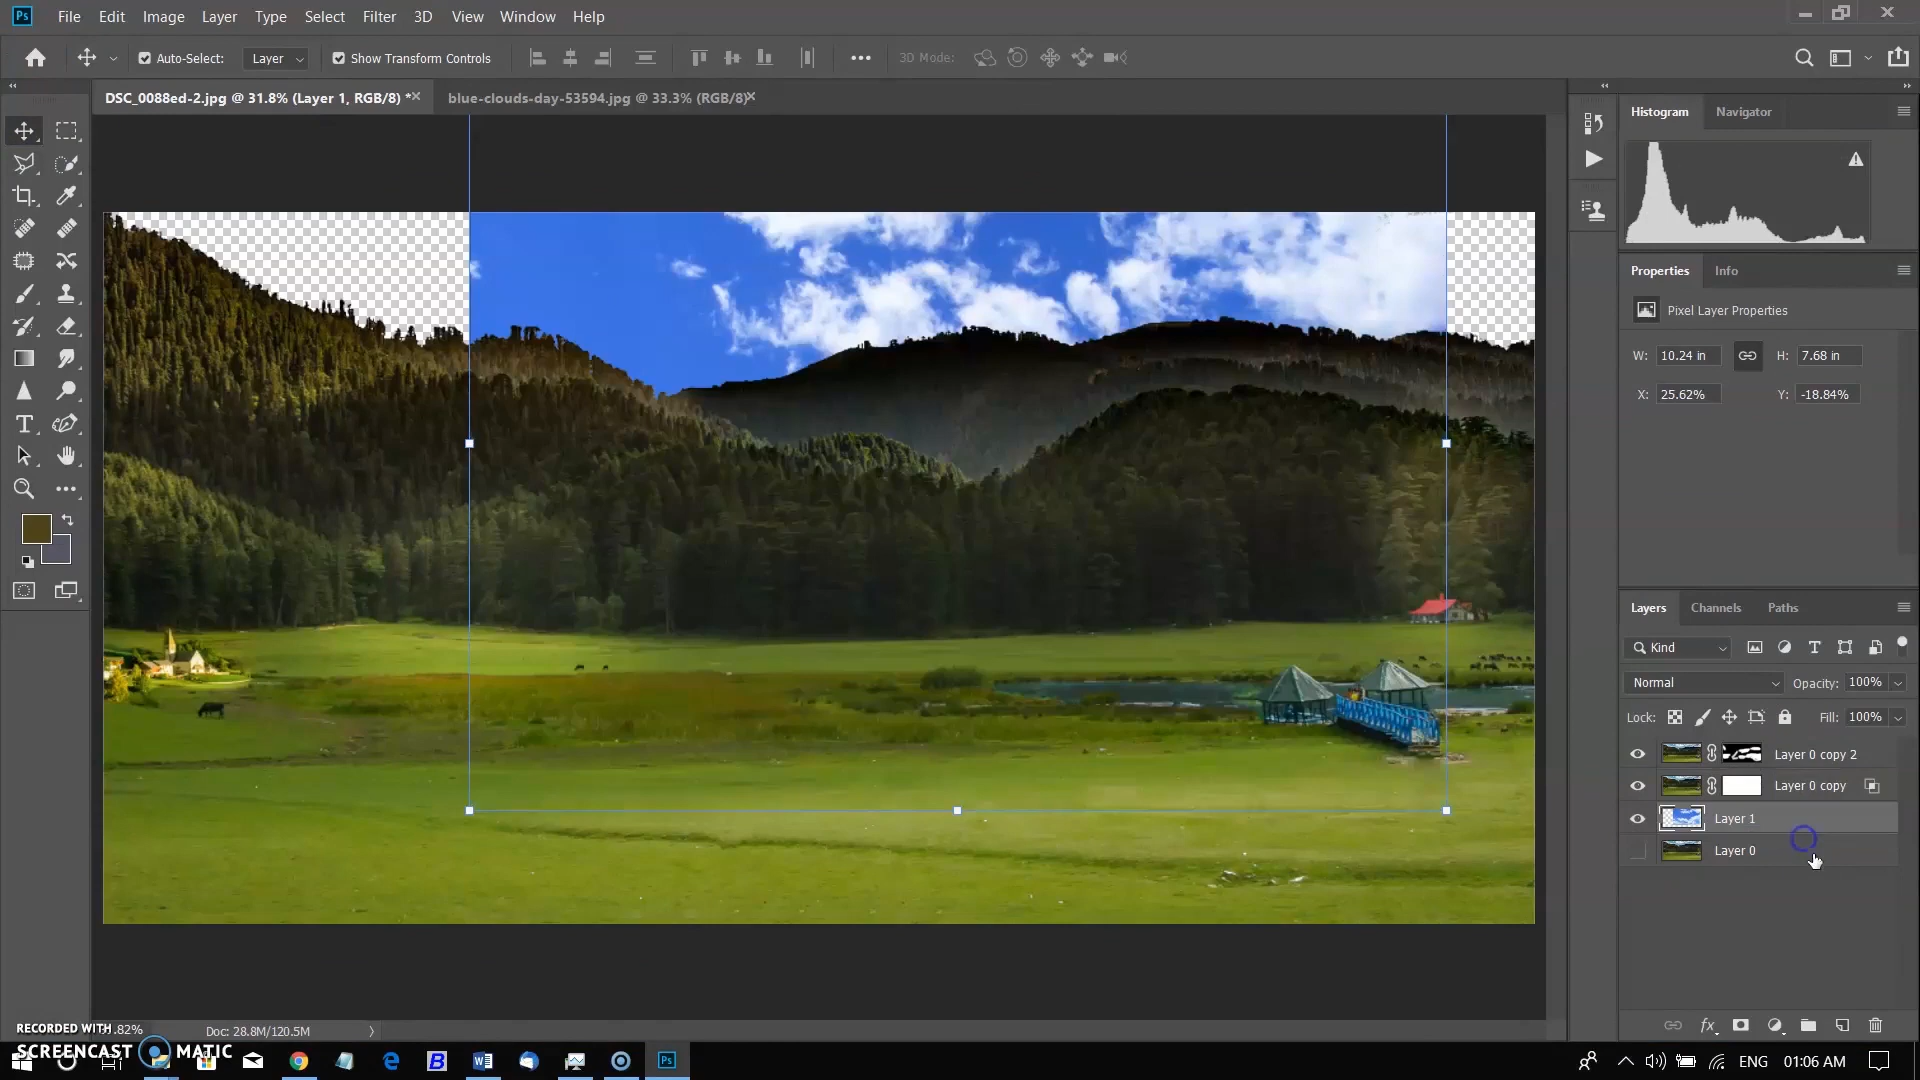 Ps File Edit Image Layer Type Select Filter 3D View Window Help
Auto-Select: Layer Show Transform Controls 3D Mode:
DSC_0088ed-2.jpg @ 31.8% (Layer 1, RGB/8) * blue-clouds-day-53594.jpg @ 33.3% (RGB/8)
Histogram Navigator
Properties Info
Pixel Layer Properties
W: 10.24 in H: 7.68 in
X: 25.62% Y: -18.84%
Layers Channels Paths
Kind
Normal Opacity: 100%
Lock: Fill: 100%
Layer 0 copy 2
Layer 0 copy
Layer 1
Layer 0
fx
.82% Doc: 28.8M/120.5M
RECORDED WITH
SCREENCAST MATIC
ENG 01:06 AM